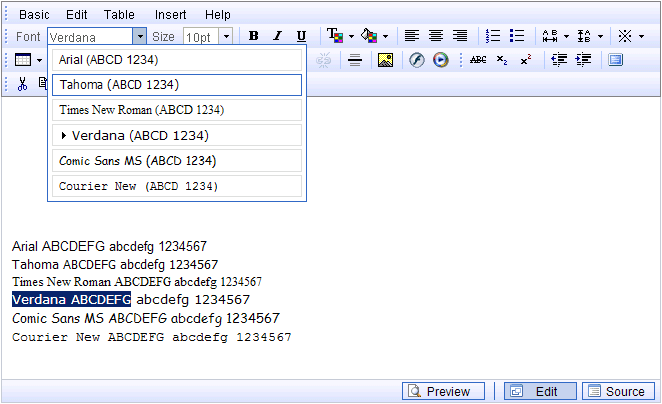 Basic Edit Table Insert Help
Font Verdana Size 10pt B I U
ABC x₂ x²
Arial (ABCD 1234)
Tahoma (ABCD 1234)
Times New Roman (ABCD 1234)
Verdana (ABCD 1234)
Comic Sans MS (ABCD 1234)
Courier New (ABCD 1234)
Arial ABCDEFG abcdefg 1234567
Tahoma ABCDEFG abcdefg 1234567
Times New Roman ABCDEFG abcdefg 1234567
Verdana ABCDEFG abcdefg 1234567
Comic Sans MS ABCDEFG abcdefg 1234567
Courier New ABCDEFG abcdefg 1234567
Preview Edit Source